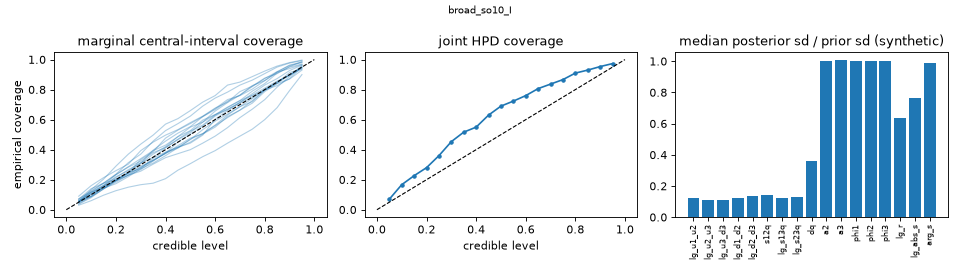 broad_so10_I
marginal central-interval coverage
joint HPD coverage
median posterior sd / prior sd (synthetic)
empirical coverage
1.0
0.8
0.6
0.4
0.2
0.0
0.0 0.2 0.4 0.6 0.8 1.0
credible level
1.0
0.8
0.6
0.4
0.2
0.0
0.0 0.2 0.4 0.6 0.8 1.0
credible level
1.0
0.8
0.6
0.4
0.2
0.0
lg_u1_u2
lg_u2_u3
lg_u3_d3
lg_d1_d2
lg_d2_d3
s12q
lg_s13q
lg_s23q
dq
a2
a3
phi1
phi2
phi3
lg_r
lg_abs_s
arg_s